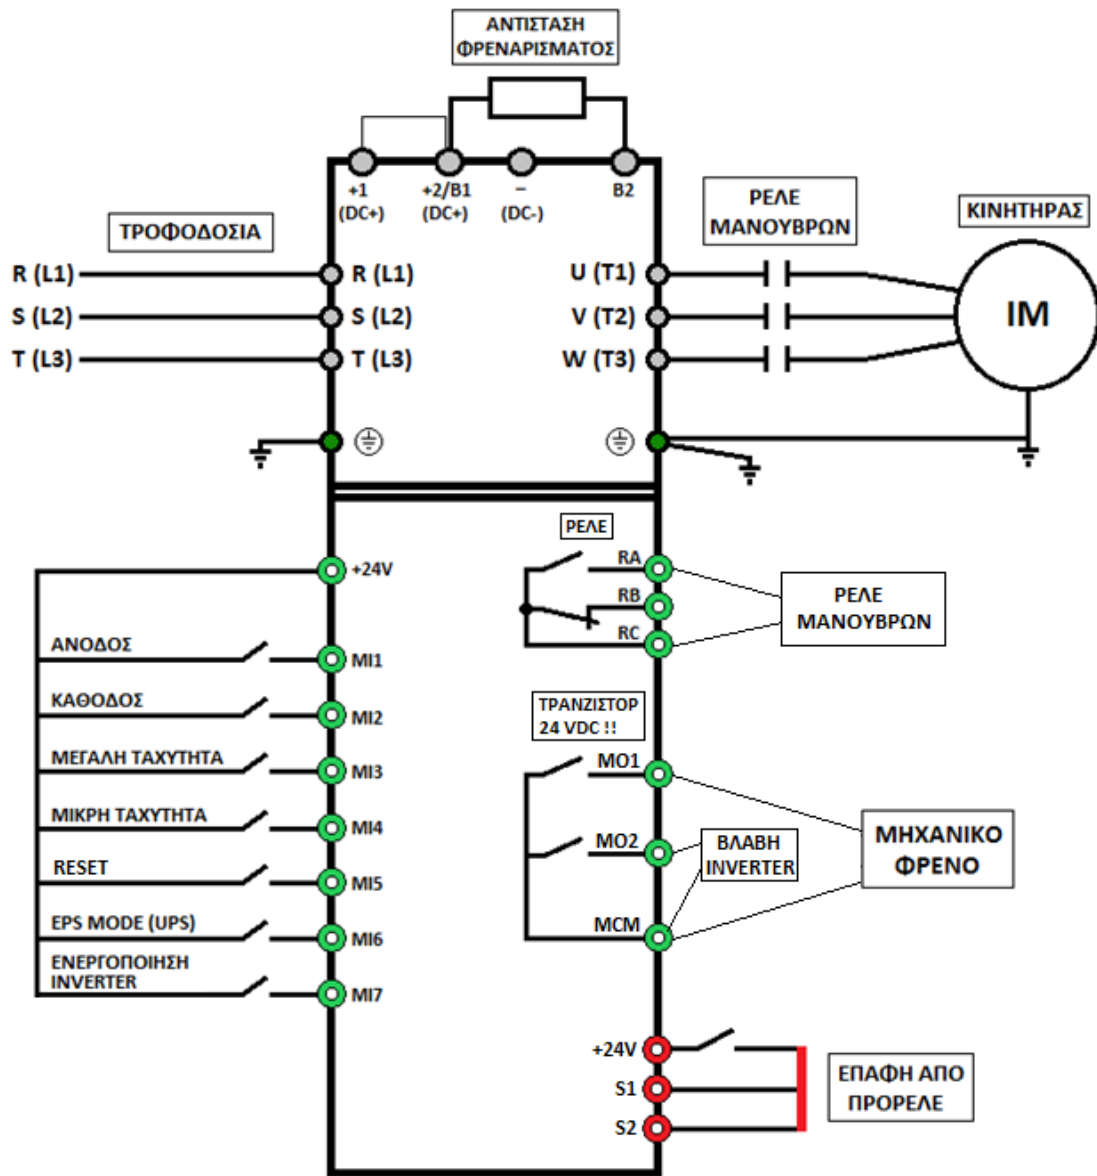 ΑΝΤΙΣΤΑΣΗ
ΦΡΕΝΑΡΙΣΜΑΤΟΣ
+1
(DC+)
+2/B1
(DC+)
–
(DC-)
B2
ΤΡΟΦΟΔΟΣΙΑ
ΡΕΛΕ
ΜΑΝΟΥΒΡΩΝ
ΚΙΝΗΤΗΡΑΣ
R (L1)
R (L1)
U (T1)
S (L2)
S (L2)
V (T2)
IM
T (L3)
T (L3)
W (T3)
ΡΕΛΕ
+24V
RA
RB
RC
ΡΕΛΕ
ΜΑΝΟΥΒΡΩΝ
ΑΝΟΔΟΣ
MI1
ΚΑΘΟΔΟΣ
MI2
ΜΕΓΑΛΗ ΤΑΧΥΤΗΤΑ
MI3
ΜΙΚΡΗ ΤΑΧΥΤΗΤΑ
MI4
RESET
MI5
EPS MODE (UPS)
MI6
ΕΝΕΡΓΟΠΟΙΗΣΗ
INVERTER
MI7
ΤΡΑΝΖΙΣΤΟΡ
24 VDC !!
MO1
MO2
MCM
ΒΛΑΒΗ
INVERTER
ΜΗΧΑΝΙΚΟ
ΦΡΕΝΟ
+24V
S1
S2
ΕΠΑΦΗ ΑΠΟ
ΠΡΟΡΕΛΕ